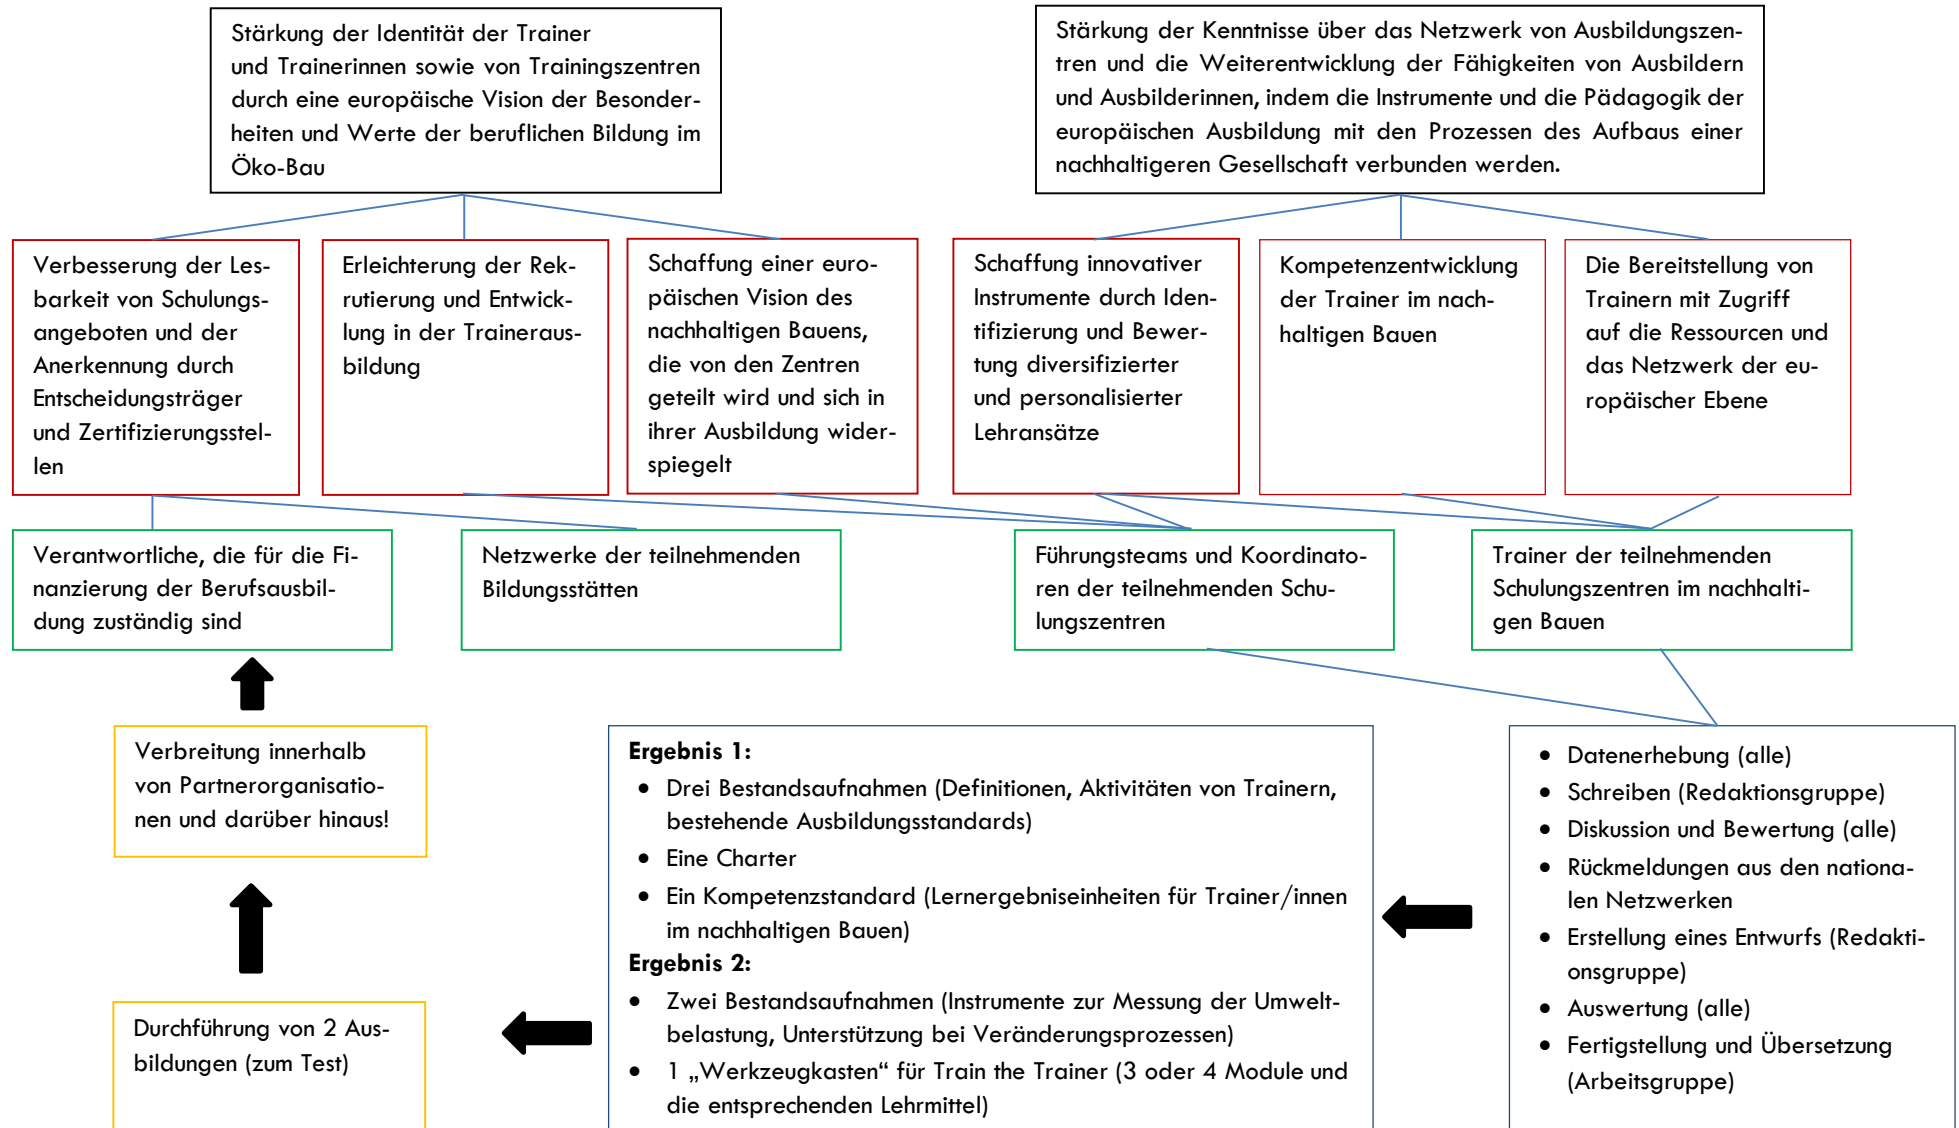 Stärkung der Identität der Trainer
und Trainerinnen sowie von Trainingszentren
durch eine europäische Vision der Besonder-
heiten und Werte der beruflichen Bildung im
Öko-Bau
Stärkung der Kenntnisse über das Netzwerk von Ausbildungszen-
tren und die Weiterentwicklung der Fähigkeiten von Ausbildern
und Ausbilderinnen, indem die Instrumente und die Pädagogik der
europäischen Ausbildung mit den Prozessen des Aufbaus einer
nachhaltigeren Gesellschaft verbunden werden.
Verbesserung der Les-
barkeit von Schulungs-
angeboten und der
Anerkennung durch
Entscheidungsträger
und Zertifizierungsstel-
len
Erleichterung der Rek-
rutierung und Entwick-
lung in der Traineraus-
bildung
Schaffung einer euro-
päischen Vision des
nachhaltigen Bauens,
die von den Zentren
geteilt wird und sich in
ihrer Ausbildung wider-
spiegelt
Schaffung innovativer
Instrumente durch Iden-
tifizierung und Bewer-
tung diversifizierter
und personalisierter
Lehransätze
Kompetenzentwicklung
der Trainer im nach-
haltigen Bauen
Die Bereitstellung von
Trainern mit Zugriff
auf die Ressourcen und
das Netzwerk der eu-
ropäischer Ebene
Verantwortliche, die für die Fi-
nanzierung der Berufsausbil-
dung zuständig sind
Netzwerke der teilnehmenden
Bildungsstätten
Führungsteams und Koordinato-
ren der teilnehmenden Schu-
lungszentren
Trainer der teilnehmenden
Schulungszentren im nachhalti-
gen Bauen
Verbreitung innerhalb
von Partnerorganisatio-
nen und darüber hinaus!
Durchführung von 2 Aus-
bildungen (zum Test)
Ergebnis 1:
• Drei Bestandsaufnahmen (Definitionen, Aktivitäten von Trainern,
bestehende Ausbildungsstandards)
• Eine Charter
• Ein Kompetenzstandard (Lernergebniseinheiten für Trainer/innen
im nachhaltigen Bauen)
Ergebnis 2:
• Zwei Bestandsaufnahmen (Instrumente zur Messung der Umwelt-
belastung, Unterstützung bei Veränderungsprozessen)
• 1 „Werkzeugkasten“ für Train the Trainer (3 oder 4 Module und
die entsprechenden Lehrmittel)
• Datenerhebung (alle)
• Schreiben (Redaktionsgruppe)
• Diskussion und Bewertung (alle)
• Rückmeldungen aus den nationa-
len Netzwerken
• Erstellung eines Entwurfs (Redakti-
onsgruppe)
• Auswertung (alle)
• Fertigstellung und Übersetzung
(Arbeitsgruppe)